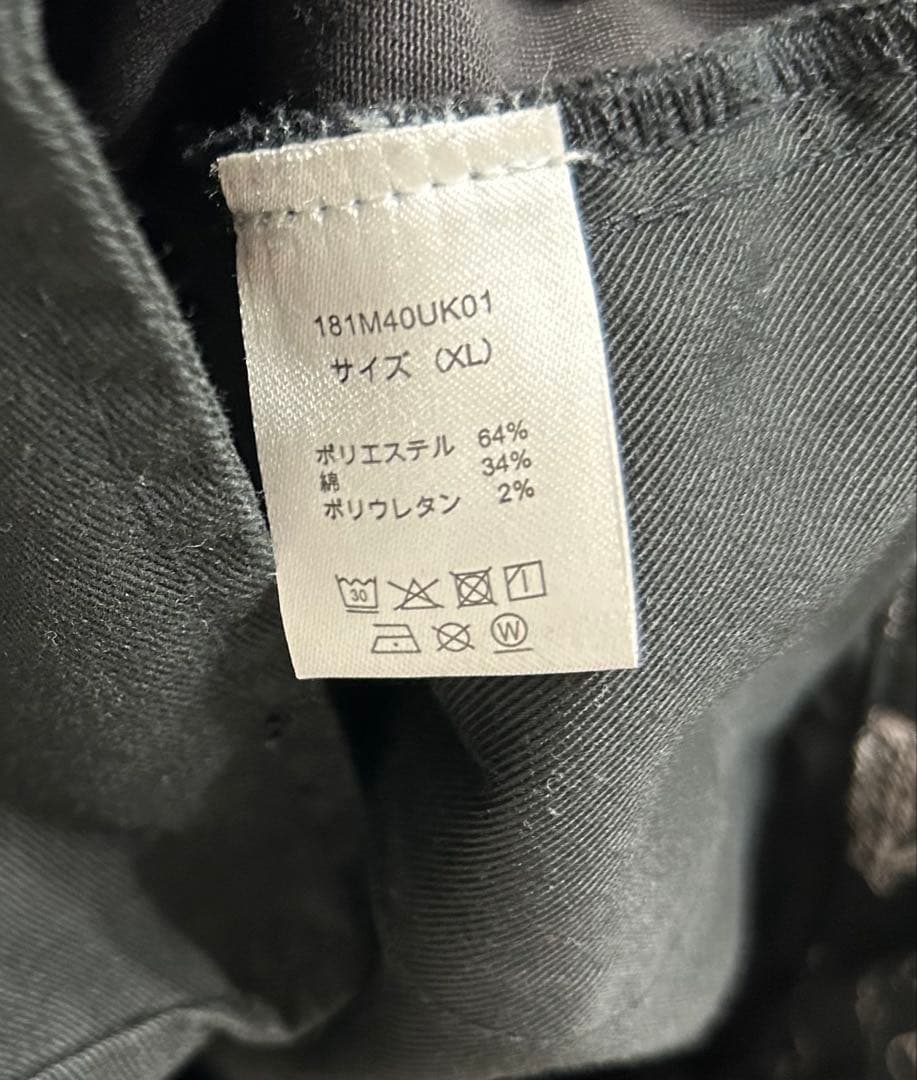 181M40UK01
サイズ (XL)
ポリエステル 64%
綿 34%
ポリウレタン 2%
30
W